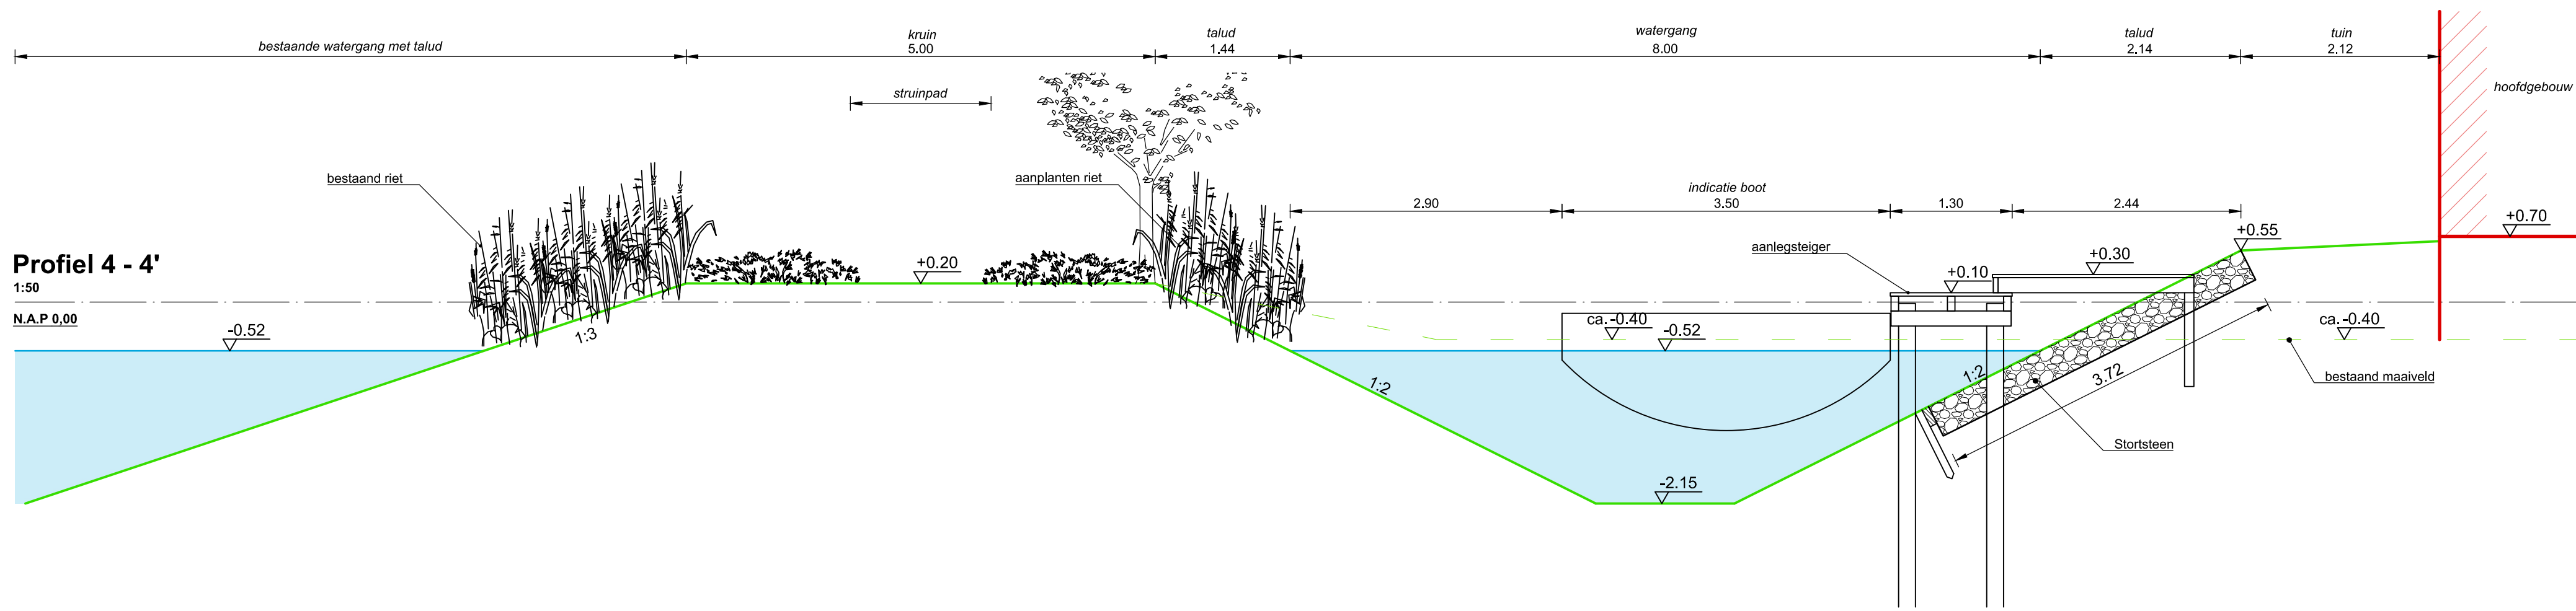 bestaande watergang met talud
kruin
5.00
talud
1.44
watergang
8.00
talud
2.14
tuin
2.12
struinpad
hoofdgebouw
bestaand riet
aanplanten riet
indicatie boot
2.90
3.50
1.30
2.44
+0.70
+0.55
aanlegsteiger
Profiel 4 - 4'
1:50
+0.20
+0.10
+0.30
N.A.P 0,00
-0.52
1:3
ca.-0.40
-0.52
ca.-0.40
1:2
1:2
3.72
bestaand maaiveld
Stortsteen
-2.15